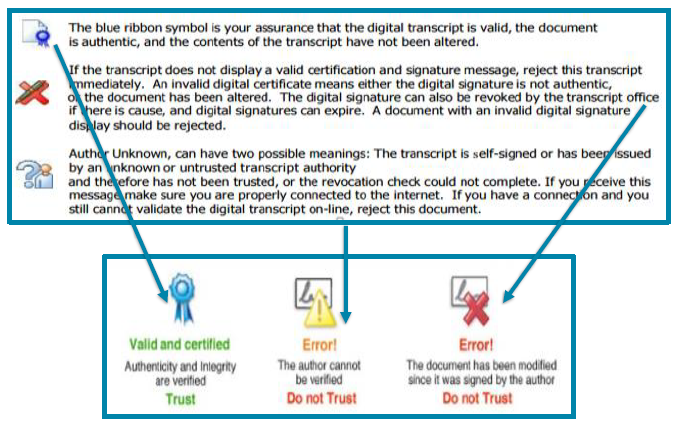 The blue ribbon symbol is your assurance that the digital transcript is valid, the document
is authentic, and the contents of the transcript have not been altered.
If the transcript does not display a valid certification and signature message, reject this transcript
immediately. An invalid digital certificate means either the digital signature is not authentic,
or the document has been altered. The digital signature can also be revoked by the transcript office
if there is cause, and digital signatures can expire. A document with an invalid digital signature
display should be rejected.
Author Unknown, can have two possible meanings: The transcript is self-signed or has been issued
by an unknown or untrusted transcript authority
and therefore has not been trusted, or the revocation check could not complete. If you receive this
message make sure you are properly connected to the internet. If you have a connection and you
still cannot validate the digital transcript on-line, reject this document.
Valid and certified
Authenticity and Integrity
are verified
Trust
Error!
The author cannot
be verified
Do not Trust
Error!
The document has been modified
since it was signed by the author
Do not Trust